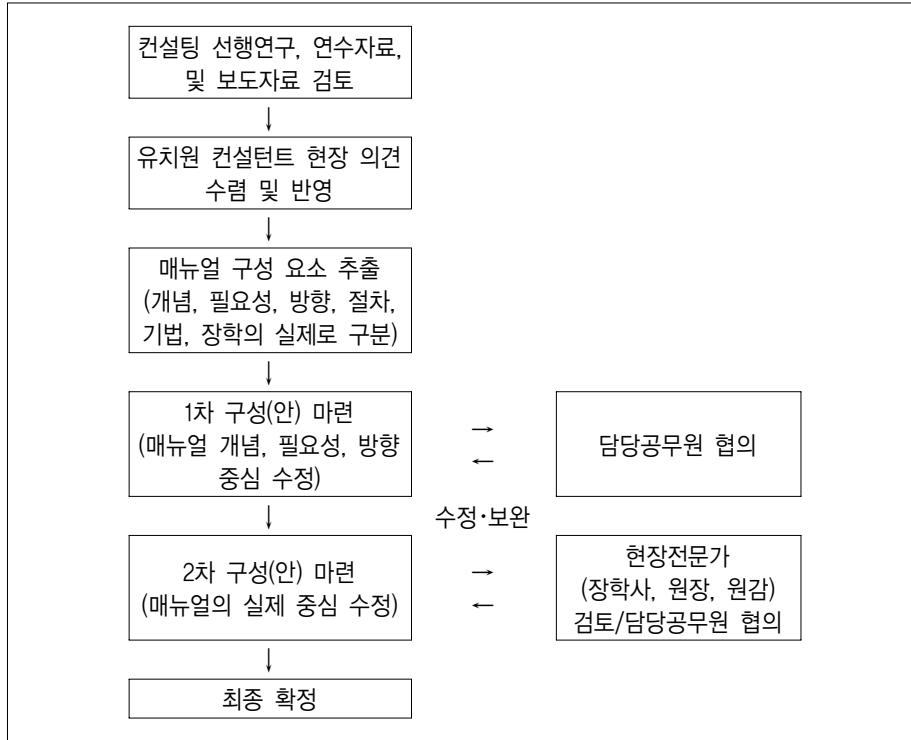 컨설팅 선행연구, 연수자료,
및 보도자료 검토
↓
유치원 컨설턴트 현장 의견
수렴 및 반영
↓
매뉴얼 구성 요소 추출
(개념, 필요성, 방향, 절차,
기법, 장학의 실제로 구분)
↓
1차 구성(안) 마련
(매뉴얼 개념, 필요성, 방향
중심 수정)
→
←
담당공무원 협의
↓
수정·보완
2차 구성(안) 마련
(매뉴얼의 실제 중심 수정)
→
←
현장전문가
(장학사, 원장, 원감)
검토/담당공무원 협의
↓
최종 확정